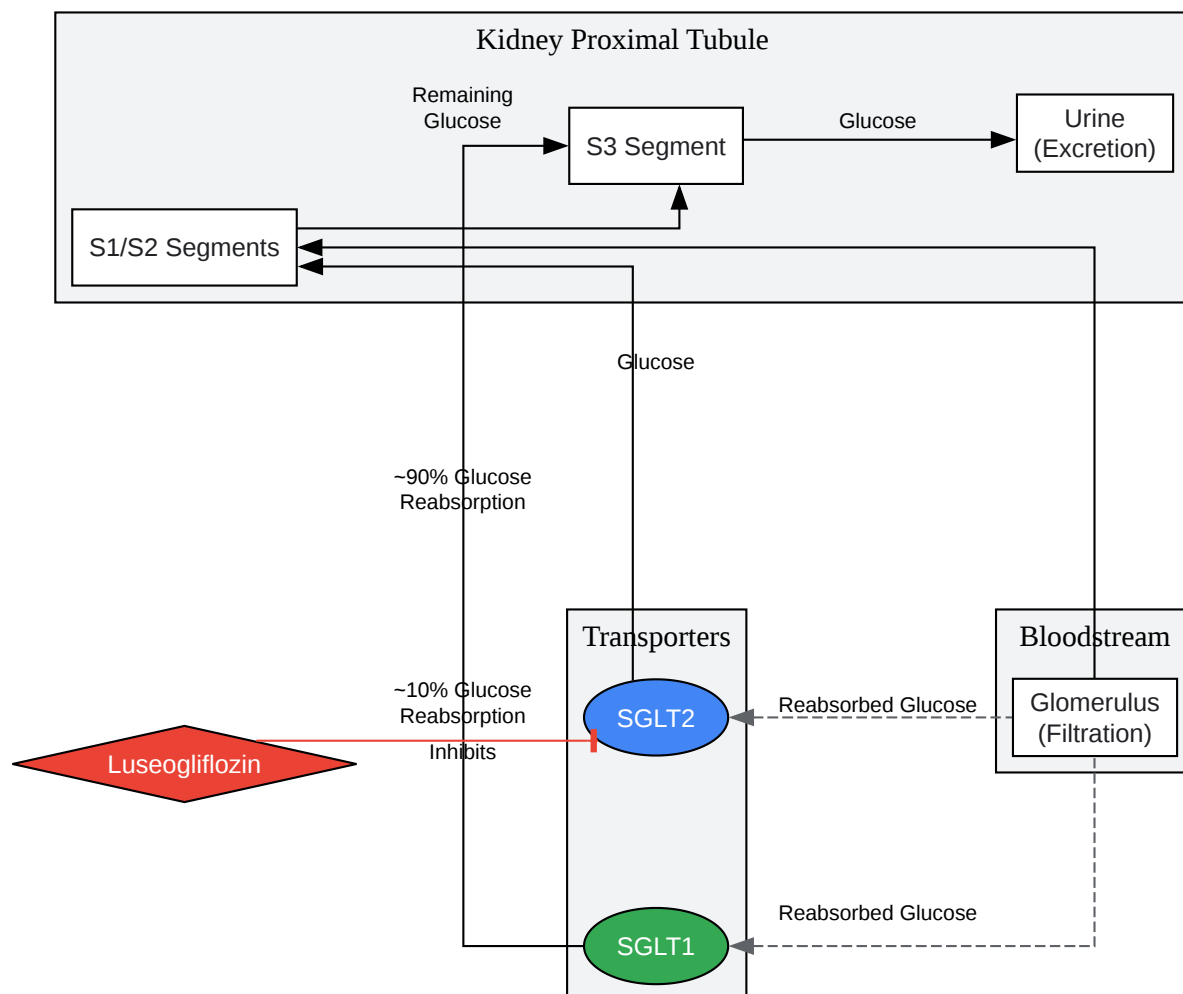 Kidney Proximal Tubule
Remaining
Glucose
S3 Segment
Glucose
Urine
(Excretion)
S1/S2 Segments
Glucose
~90% Glucose
Reabsorption
Transporters
Bloodstream
~10% Glucose
Reabsorption
SGLT2
Reabsorbed Glucose
Glomerulus
(Filtration)
Inhibits
Luseogliflozin
SGLT1
Reabsorbed Glucose